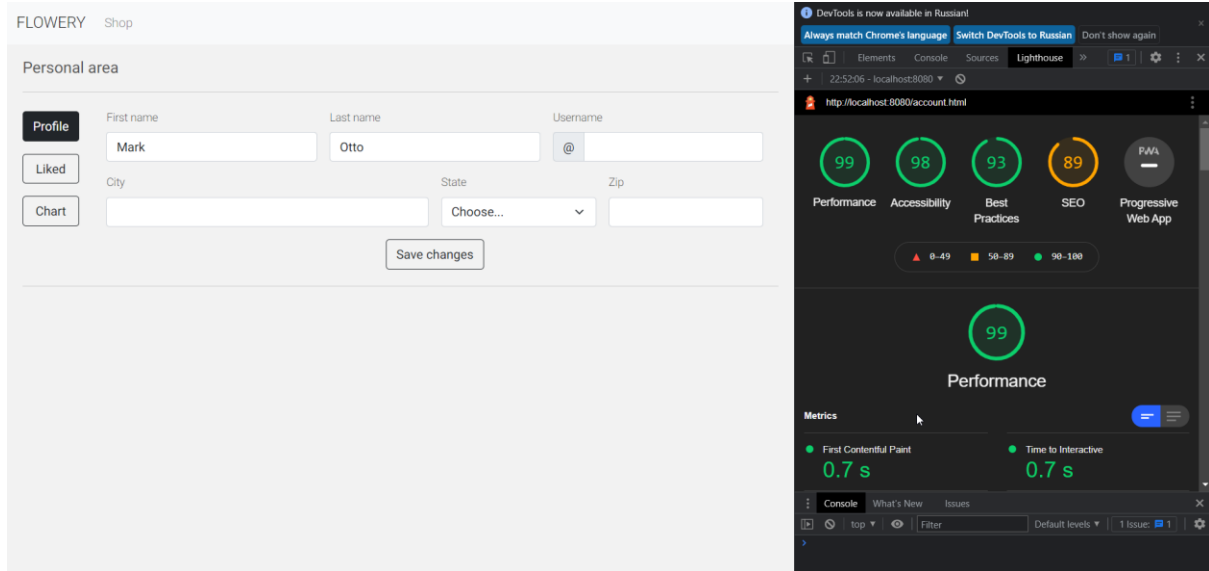 FLOWERY Shop
Personal area
Profile
Liked
Chart
First name Last name Username
Mark Otto @
City State Zip
Choose...
Save changes
DevTools is now available in Russian!
Always match Chrome's language Switch DevTools to Russian Don't show again
Elements Console Sources Lighthouse » 1
22:52:06 - localhost:8080
http://localhost:8080/account.html
99 98 93 89 PWA
Performance Accessibility Best Practices SEO Progressive Web App
0–49 50–89 90–100
99
Performance
Metrics
First Contentful Paint Time to Interactive
0.7 s 0.7 s
Console What's New Issues
top Filter Default levels 1 Issue: 1